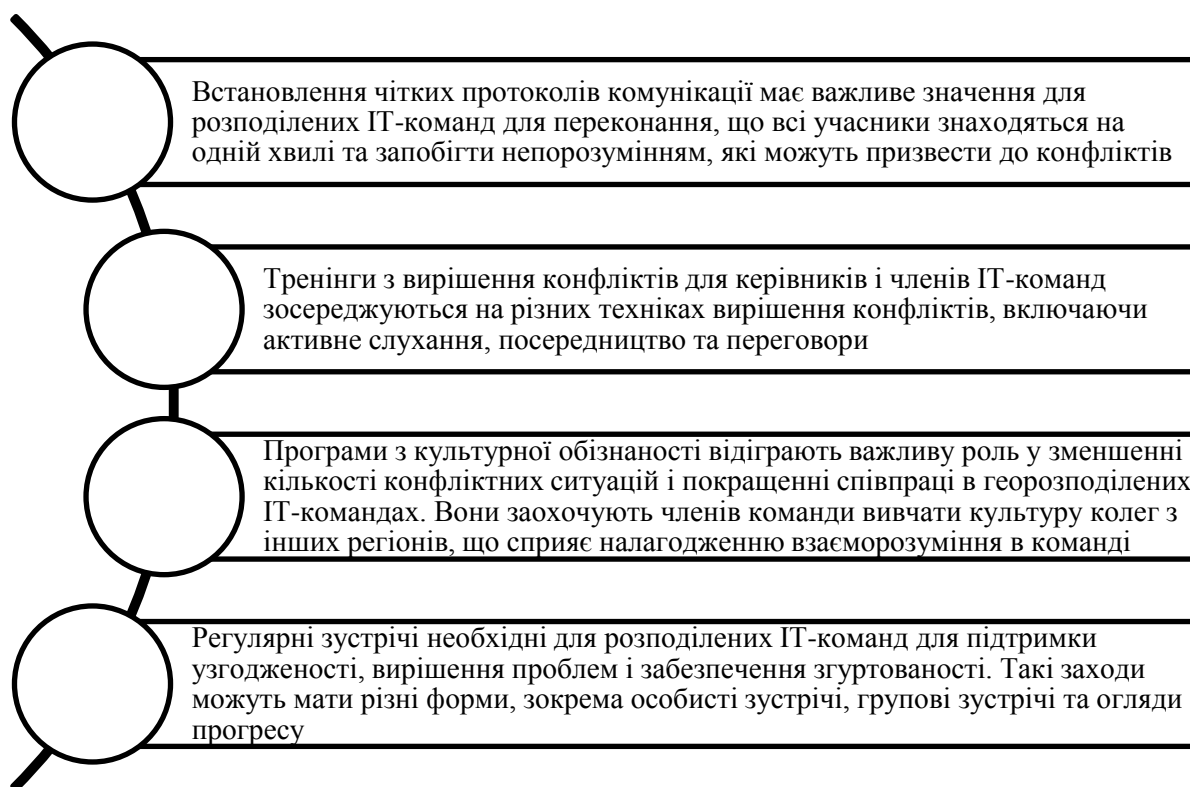 Встановлення чітких протоколів комунікації має важливе значення для
розподілених ІТ-команд для переконання, що всі учасники знаходяться на
одній хвилі та запобігти непорозумінням, які можуть призвести до конфліктів
Тренінги з вирішення конфліктів для керівників і членів ІТ-команд
зосереджуються на різних техніках вирішення конфліктів, включаючи
активне слухання, посередництво та переговори
Програми з культурної обізнаності відіграють важливу роль у зменшенні
кількості конфліктних ситуацій і покращенні співпраці в георозподілених
ІТ-командах. Вони заохочують членів команди вивчати культуру колег з
інших регіонів, що сприяє налагодженню взаєморозуміння в команді
Регулярні зустрічі необхідні для розподілених ІТ-команд для підтримки
узгодженості, вирішення проблем і забезпечення згуртованості. Такі заходи
можуть мати різні форми, зокрема особисті зустрічі, групові зустрічі та огляди
прогресу